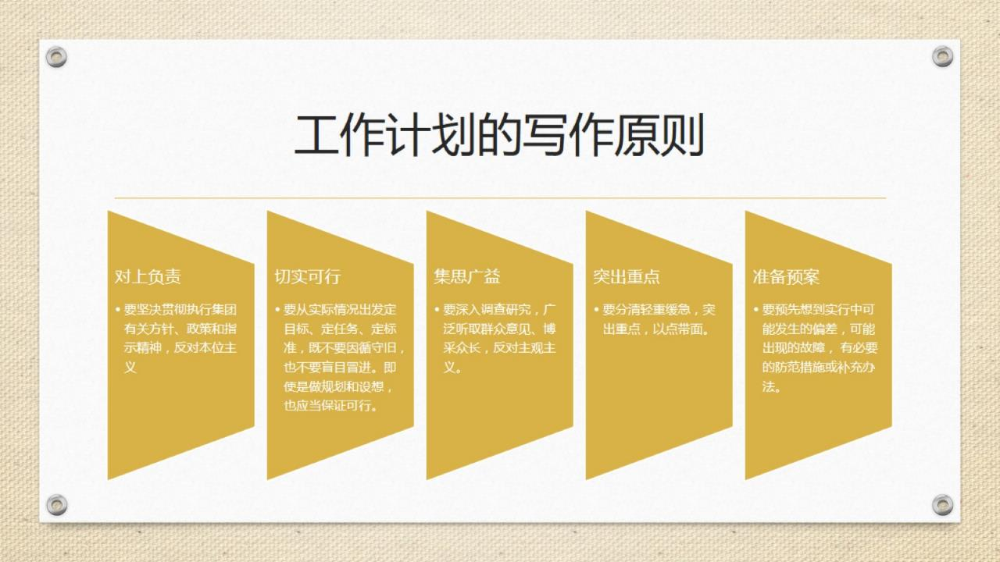 工作计划的写作原则
对上负责
• 要坚决贯彻执行集团
有关方针、政策和指
示精神，反对本位主
义
切实可行
• 要从实际情况出发定
目标、定任务、定标
准，既不要因循守旧，
也不要盲目冒进。即
使是做规划和设想，
也应当保证可行。
集思广益
• 要深入调查研究，广
泛听取群众意见、博
采众长，反对主观主
义。
突出重点
• 要分清轻重缓急，突
出重点，以点带面。
准备预案
• 要预先想到实行中可
能发生的偏差，可能
出现的故障， 有必要
的防范措施或补充办
法。